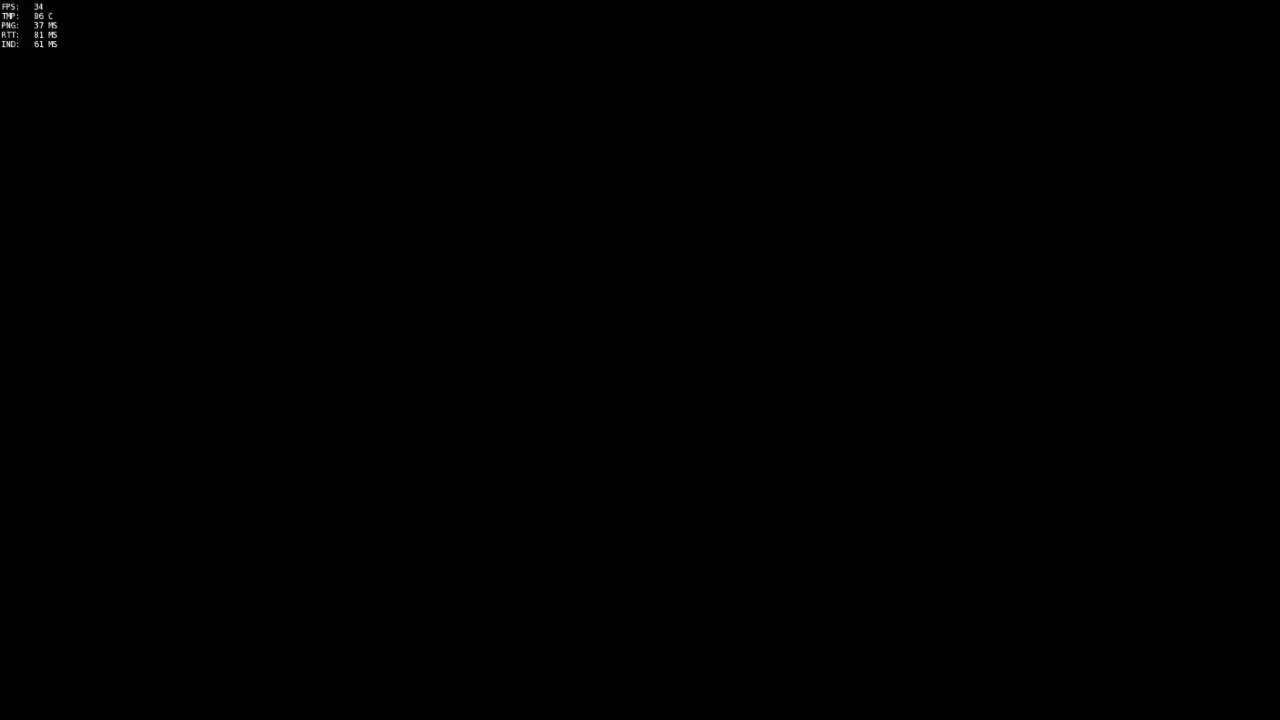 FPS: 34
TMP: 86 C
PNG: 37 MS
RTT: 81 MS
IND: 61 MS